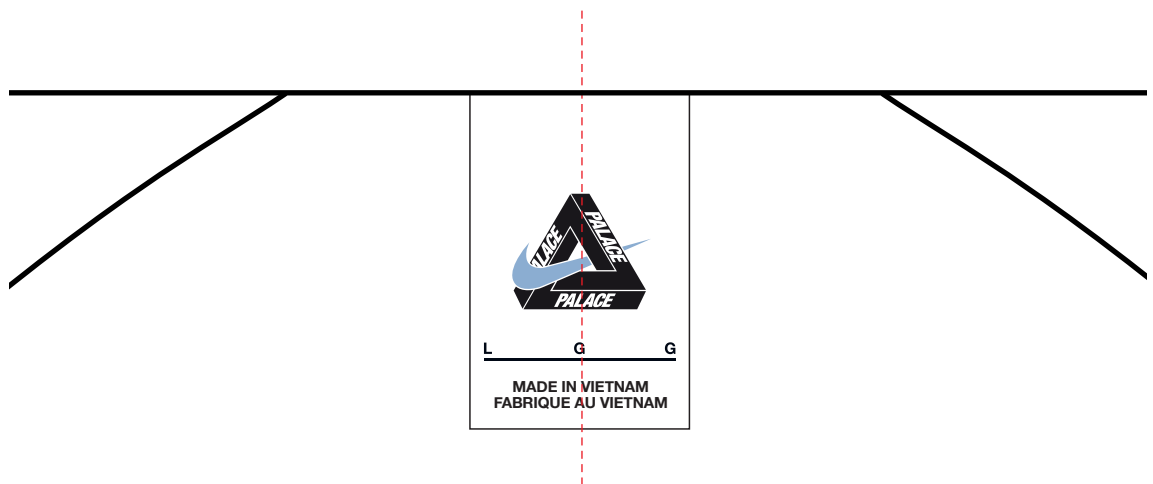 PALACE
PALACE
PALACE
L G G
MADE IN VIETNAM
FABRIQUE AU VIETNAM